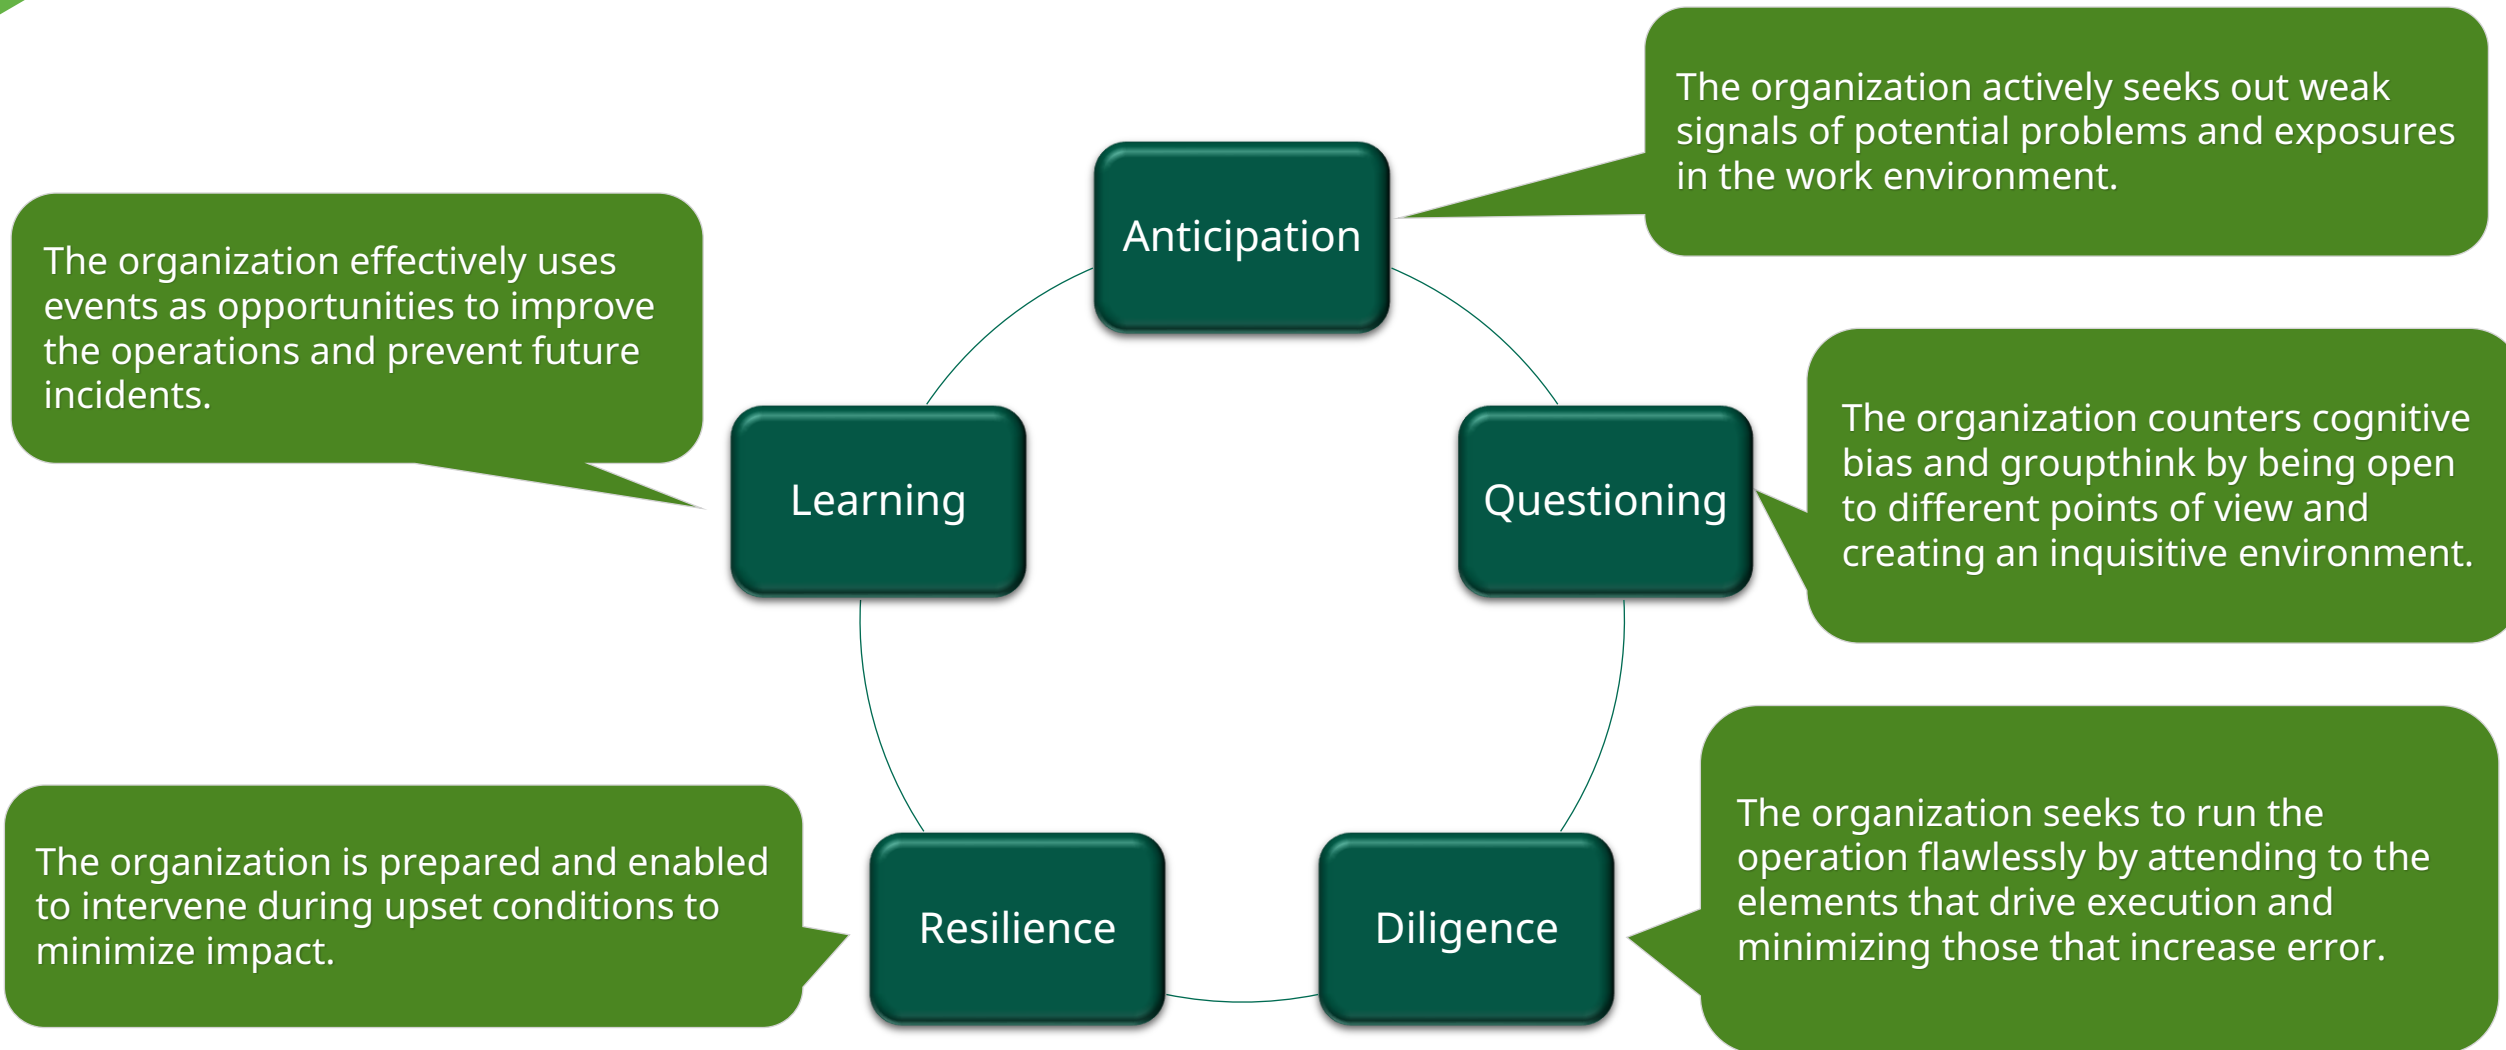 Anticipation
The organization actively seeks out weak
signals of potential problems and exposures
in the work environment.
Questioning
The organization counters cognitive
bias and groupthink by being open
to different points of view and
creating an inquisitive environment.
Diligence
The organization seeks to run the
operation flawlessly by attending to the
elements that drive execution and
minimizing those that increase error.
Resilience
The organization is prepared and enabled
to intervene during upset conditions to
minimize impact.
Learning
The organization effectively uses
events as opportunities to improve
the operations and prevent future
incidents.